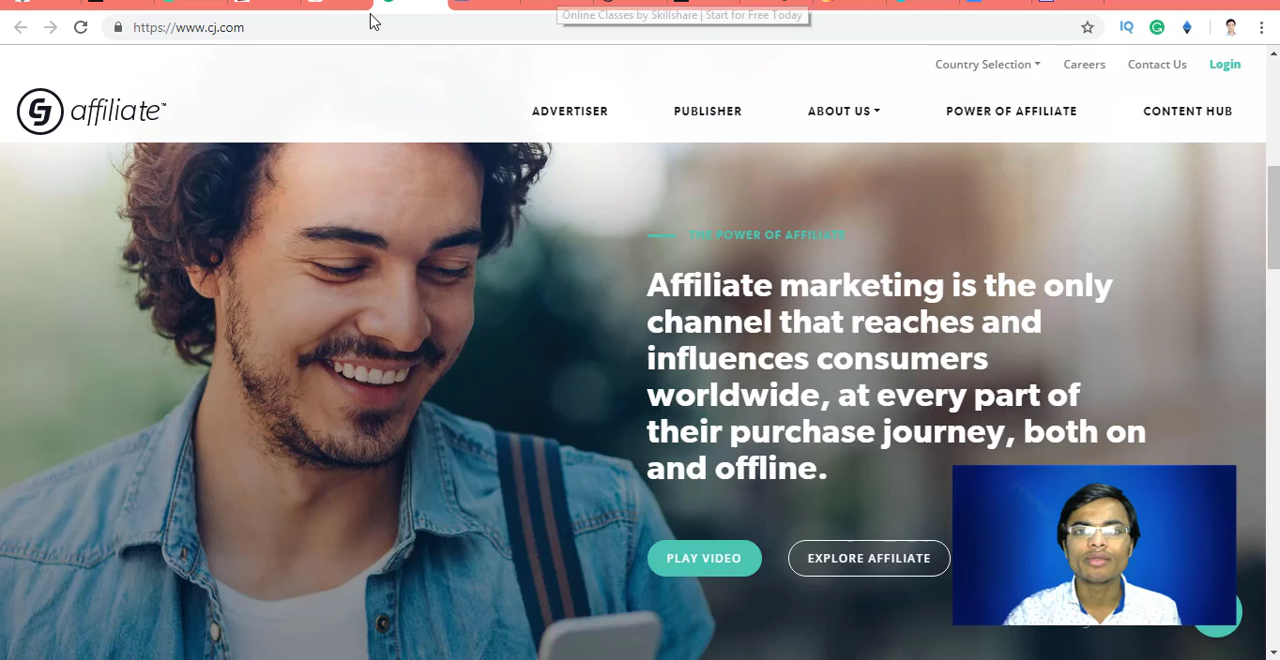 Online Classes by Skillshare | Start for Free Today
https://www.cj.com
IQ
Country Selection
Careers
Contact Us
Login
CJ affiliate™
ADVERTISER
PUBLISHER
ABOUT US
POWER OF AFFILIATE
CONTENT HUB
THE POWER OF AFFILIATE
Affiliate marketing is the only
channel that reaches and
influences consumers
worldwide, at every part of
their purchase journey, both on
and offline.
PLAY VIDEO
EXPLORE AFFILIATE